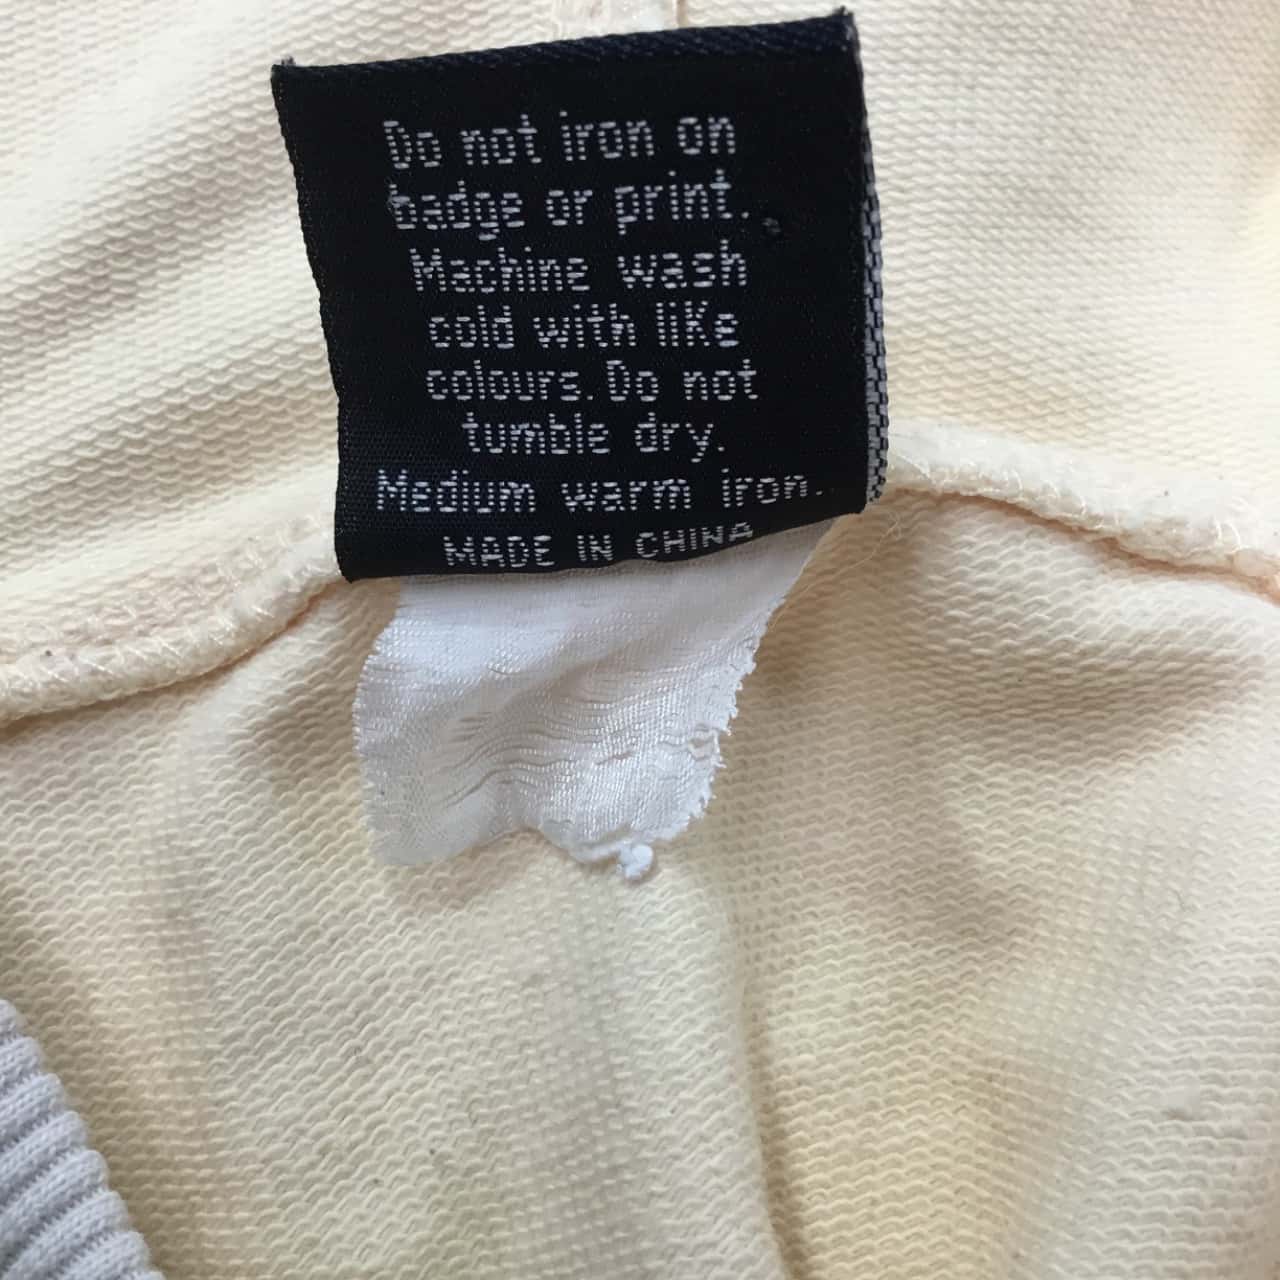 Do not iron on
badge or print.
Machine wash
cold with like
colours. Do not
tumble dry.
Medium warm iron.
MADE IN CHINA